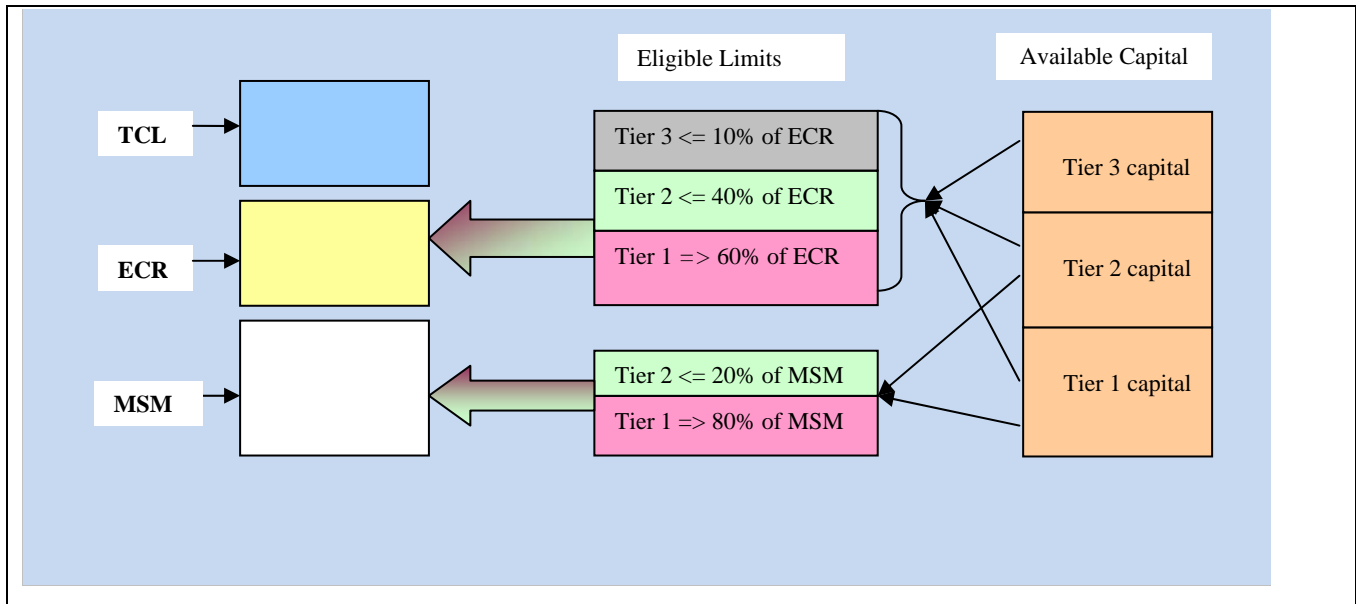 Eligible Limits
Available Capital
TCL
ECR
MSM
Tier 3 <= 10% of ECR
Tier 2 <= 40% of ECR
Tier 1 => 60% of ECR
Tier 2 <= 20% of MSM
Tier 1 => 80% of MSM
Tier 3 capital
Tier 2 capital
Tier 1 capital